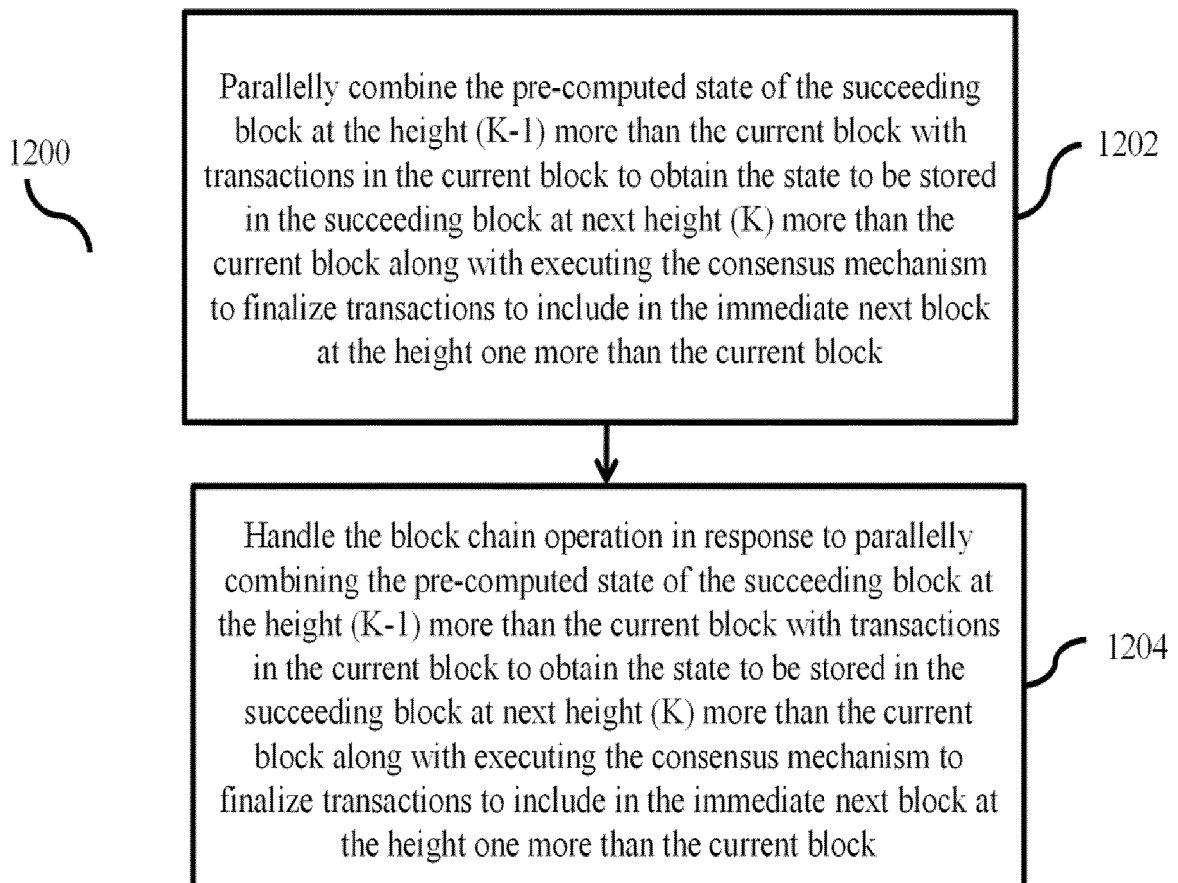 1200
Parallelly combine the pre-computed state of the succeeding
block at the height (K-1) more than the current block with
transactions in the current block to obtain the state to be stored
in the succeeding block at next height (K) more than the
current block along with executing the consensus mechanism
to finalize transactions to include in the immediate next block
at the height one more than the current block
1202
Handle the block chain operation in response to parallelly
combining the pre-computed state of the succeeding block at
the height (K-1) more than the current block with transactions
in the current block to obtain the state to be stored in the
succeeding block at next height (K) more than the current
block along with executing the consensus mechanism to
finalize transactions to include in the immediate next block at
the height one more than the current block
1204